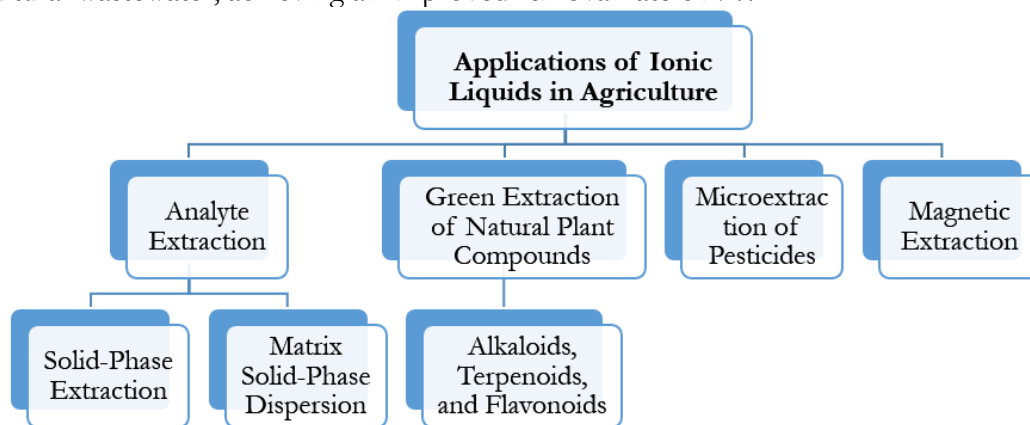 Applications of Ionic
Liquids in Agriculture
Analyte
Extraction
Green Extraction
of Natural Plant
Compounds
Microextrac
tion of
Pesticides
Magnetic
Extraction
Solid-Phase
Extraction
Matrix
Solid-Phase
Dispersion
Alkaloids,
Terpenoids,
and Flavonoids